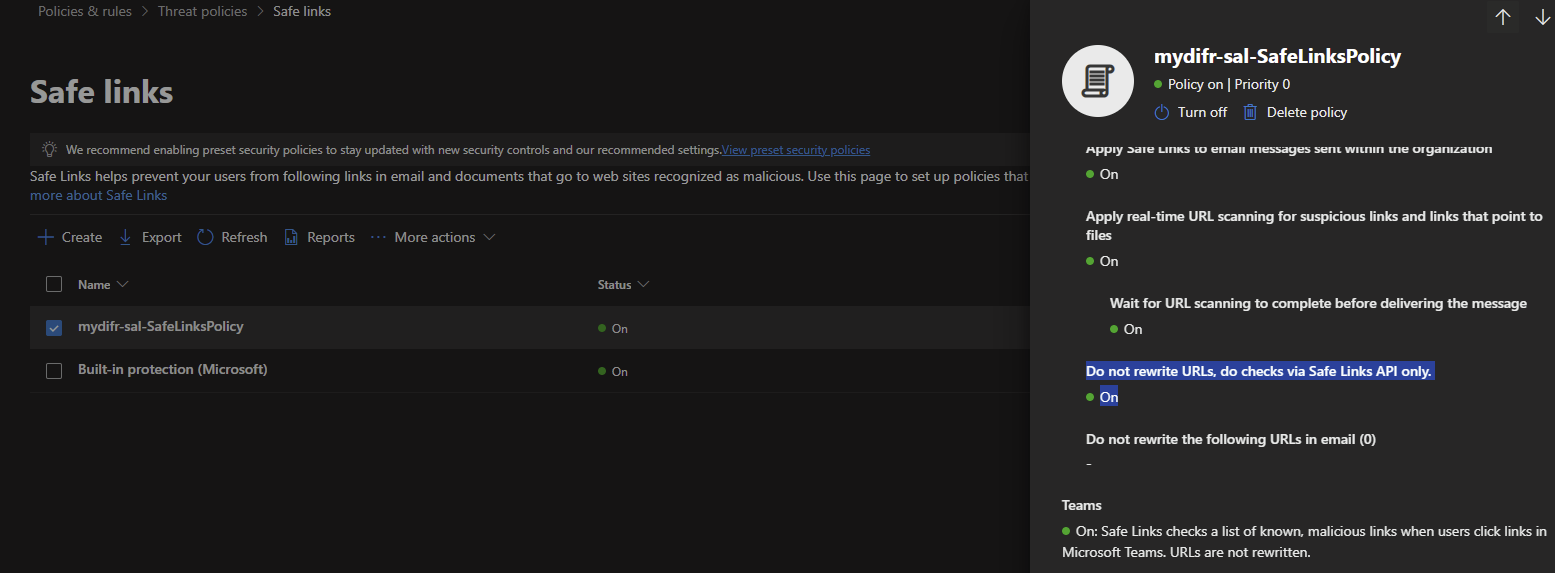 Policies & rules > Threat policies > Safe links
Safe links
We recommend enabling preset security policies to stay updated with new security controls and our recommended settings.View preset security policies
Safe Links helps prevent your users from following links in email and documents that go to web sites recognized as malicious. Use this page to set up policies that
more about Safe Links
+ Create Export Refresh Reports ··· More actions
Name Status
mydifr-sal-SafeLinksPolicy On
Built-in protection (Microsoft) On
mydifr-sal-SafeLinksPolicy
Policy on | Priority 0
Turn off Delete policy
Apply Safe Links to email messages sent within the organization
On
Apply real-time URL scanning for suspicious links and links that point to
files
On
Wait for URL scanning to complete before delivering the message
On
Do not rewrite URLs, do checks via Safe Links API only.
On
Do not rewrite the following URLs in email (0)
-
Teams
On: Safe Links checks a list of known, malicious links when users click links in
Microsoft Teams. URLs are not rewritten.